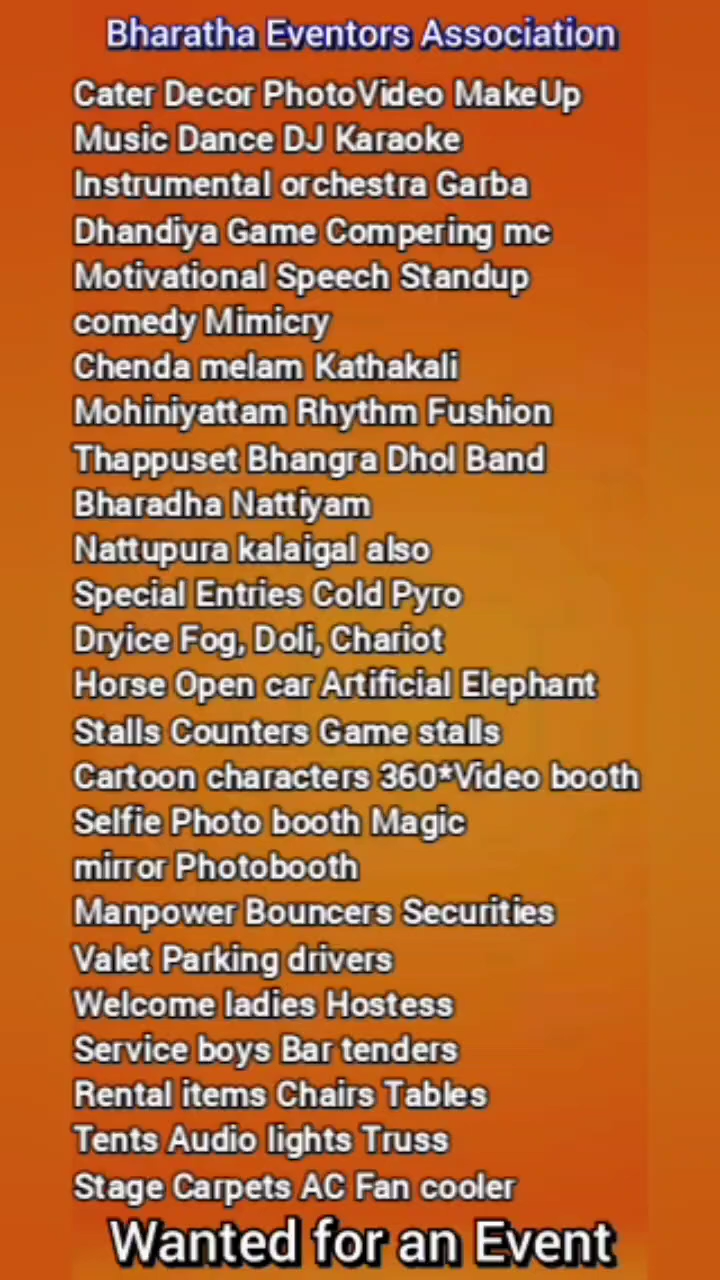 Bharatha Eventors Association
Cater Decor PhotoVideo MakeUp
Music Dance DJ Karaoke
Instrumental orchestra Garba
Dhandiya Game Compering mc
Motivational Speech Standup
comedy Mimicry
Chenda melam Kathakali
Mohiniyattam Rhythm Fushion
Thappuset Bhangra Dhol Band
Bharadha Nattiyam
Nattupura kalaigal also
Special Entries Cold Pyro
Dryice Fog, Doli, Chariot
Horse Open car Artificial Elephant
Stalls Counters Game stalls
Cartoon characters 360*Video booth
Selfie Photo booth Magic
mirror Photobooth
Manpower Bouncers Securities
Valet Parking drivers
Welcome ladies Hostess
Service boys Bar tenders
Rental items Chairs Tables
Tents Audio lights Truss
Stage Carpets AC Fan cooler
Wanted for an Event